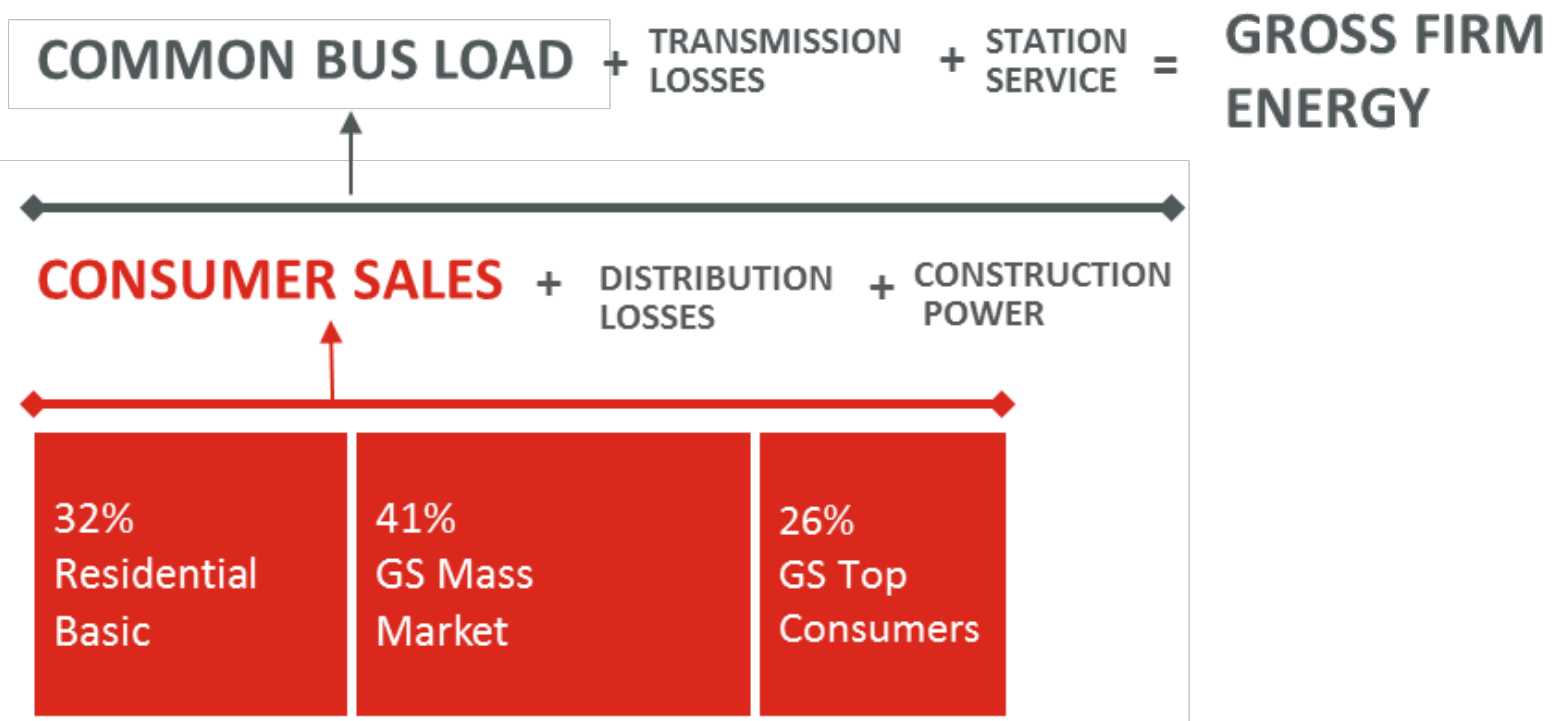 COMMON BUS LOAD + TRANSMISSION LOSSES + STATION SERVICE = GROSS FIRM ENERGY
CONSUMER SALES + DISTRIBUTION LOSSES + CONSTRUCTION POWER
32%
Residential
Basic
41%
GS Mass
Market
26%
GS Top
Consumers